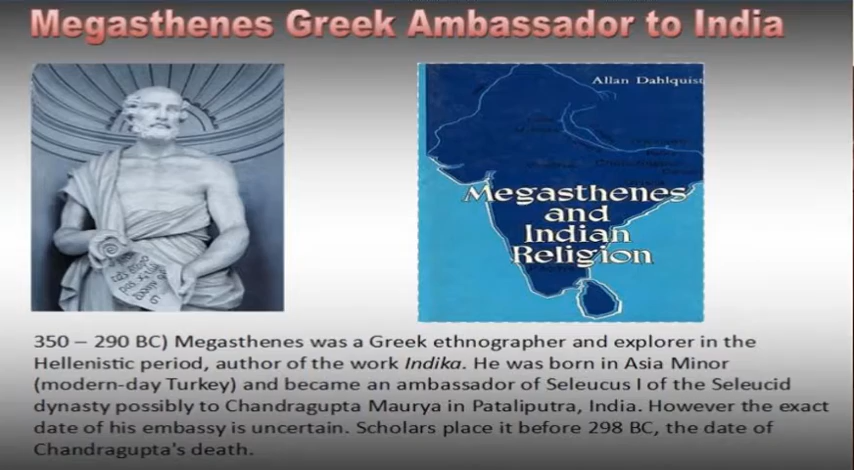 Megasthenes Greek Ambassador to India
Allan Dahlquist
Megasthenes
and
Indian
Religion
350 – 290 BC) Megasthenes was a Greek ethnographer and explorer in the
Hellenistic period, author of the work Indika. He was born in Asia Minor
(modern-day Turkey) and became an ambassador of Seleucus I of the Seleucid
dynasty possibly to Chandragupta Maurya in Pataliputra, India. However the exact
date of his embassy is uncertain. Scholars place it before 298 BC, the date of
Chandragupta's death.